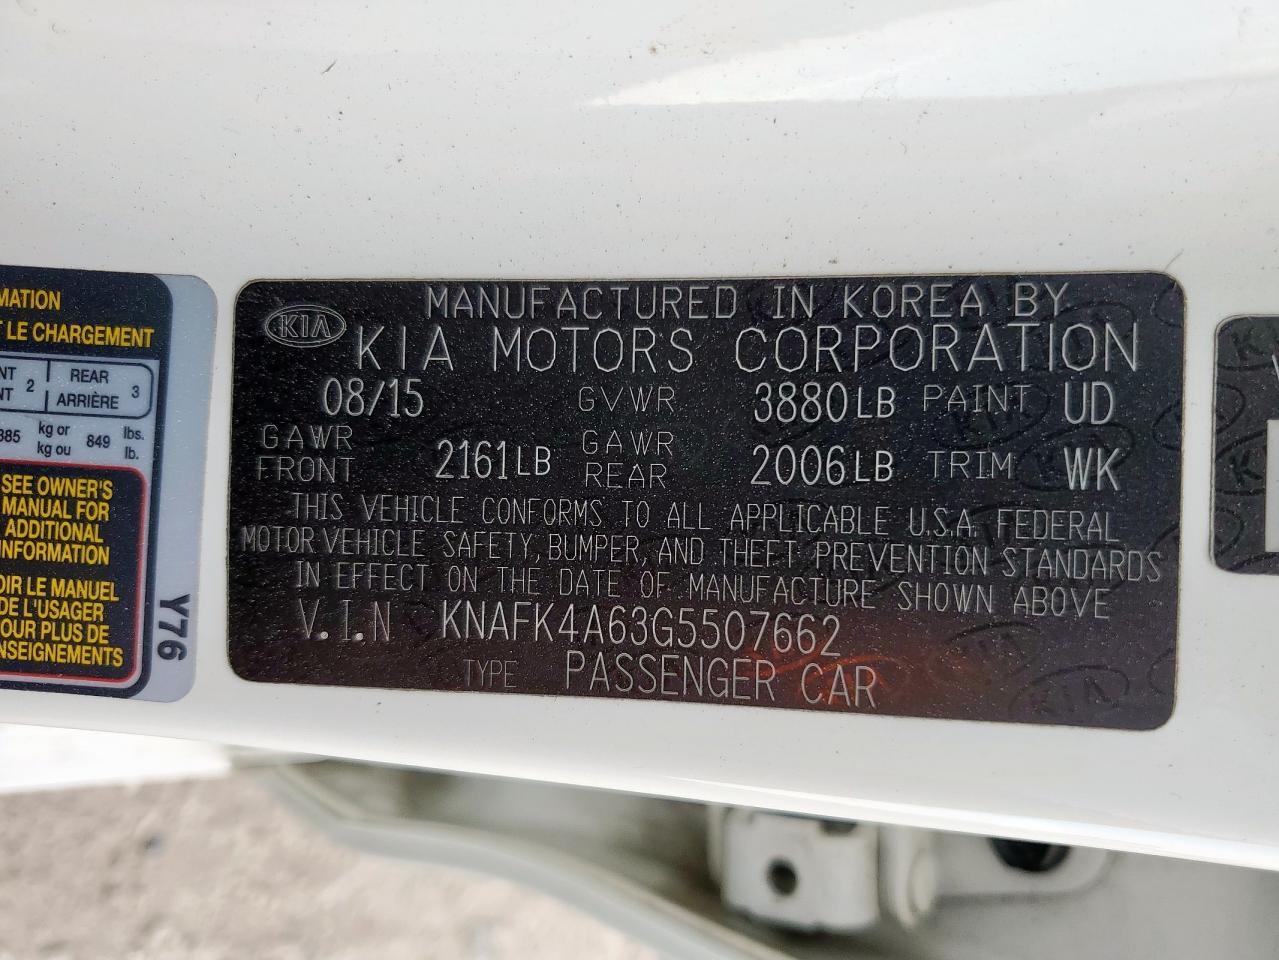 MATION
T LE CHARGEMENT
NT 2 REAR 3
NT ARRIÈRE
385 kg or 849 lbs.
kg ou lb.
SEE OWNER'S
MANUAL FOR
ADDITIONAL
INFORMATION
OIR LE MANUEL
DE L'USAGER
POUR PLUS DE
NSEIGNEMENTS
Y76
KIA
MANUFACTURED IN KOREA BY
KIA MOTORS CORPORATION
08/15 GVWR 3880LB PAINT UD
GAWR FRONT 2161LB GAWR REAR 2006LB TRIM WK
THIS VEHICLE CONFORMS TO ALL APPLICABLE U.S.A. FEDERAL
MOTOR VEHICLE SAFETY, BUMPER, AND THEFT PREVENTION STANDARDS
IN EFFECT ON THE DATE OF MANUFACTURE SHOWN ABOVE
V.I.N KNAFK4A63G5507662
TYPE PASSENGER CAR